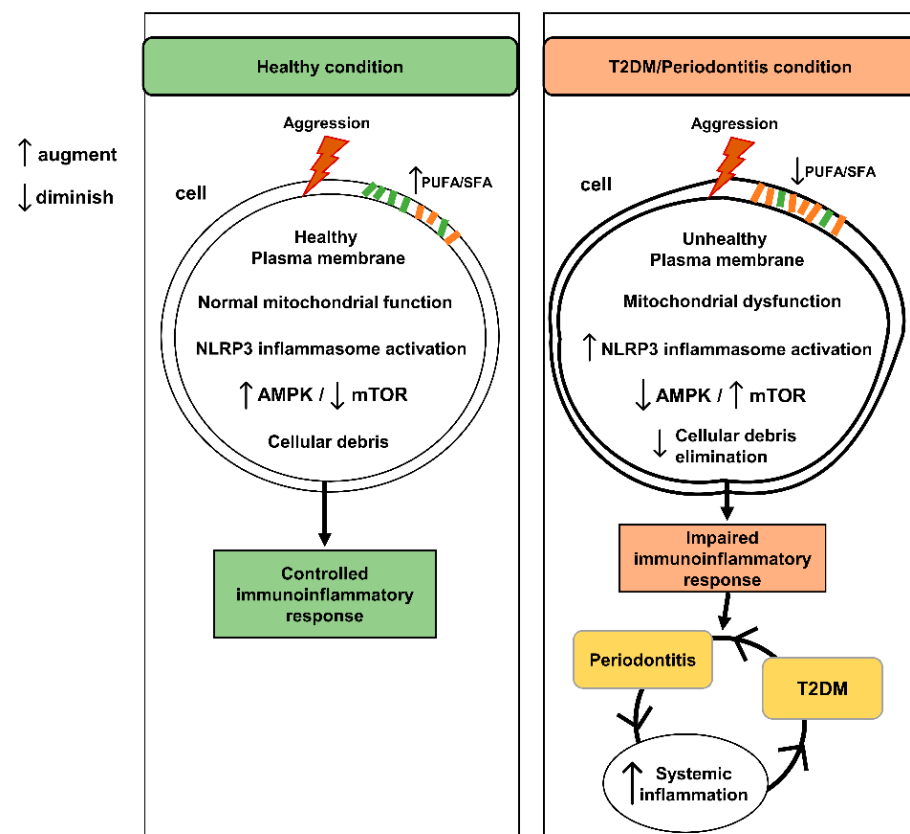 Healthy condition
T2DM/Periodontitis condition
↑ augment
↓ diminish
Aggression
cell
↑ PUFA/SFA
Healthy
Plasma membrane
Normal mitochondrial function
NLRP3 inflammasome activation
↑ AMPK / ↓ mTOR
Cellular debris
Controlled
immunoinflammatory
response
Aggression
cell
↓ PUFA/SFA
Unhealthy
Plasma membrane
Mitochondrial dysfunction
↑ NLRP3 inflammasome activation
↓ AMPK / ↑ mTOR
↓ Cellular debris
elimination
Impaired
immunoinflammatory
response
Periodontitis
T2DM
↑ Systemic
inflammation